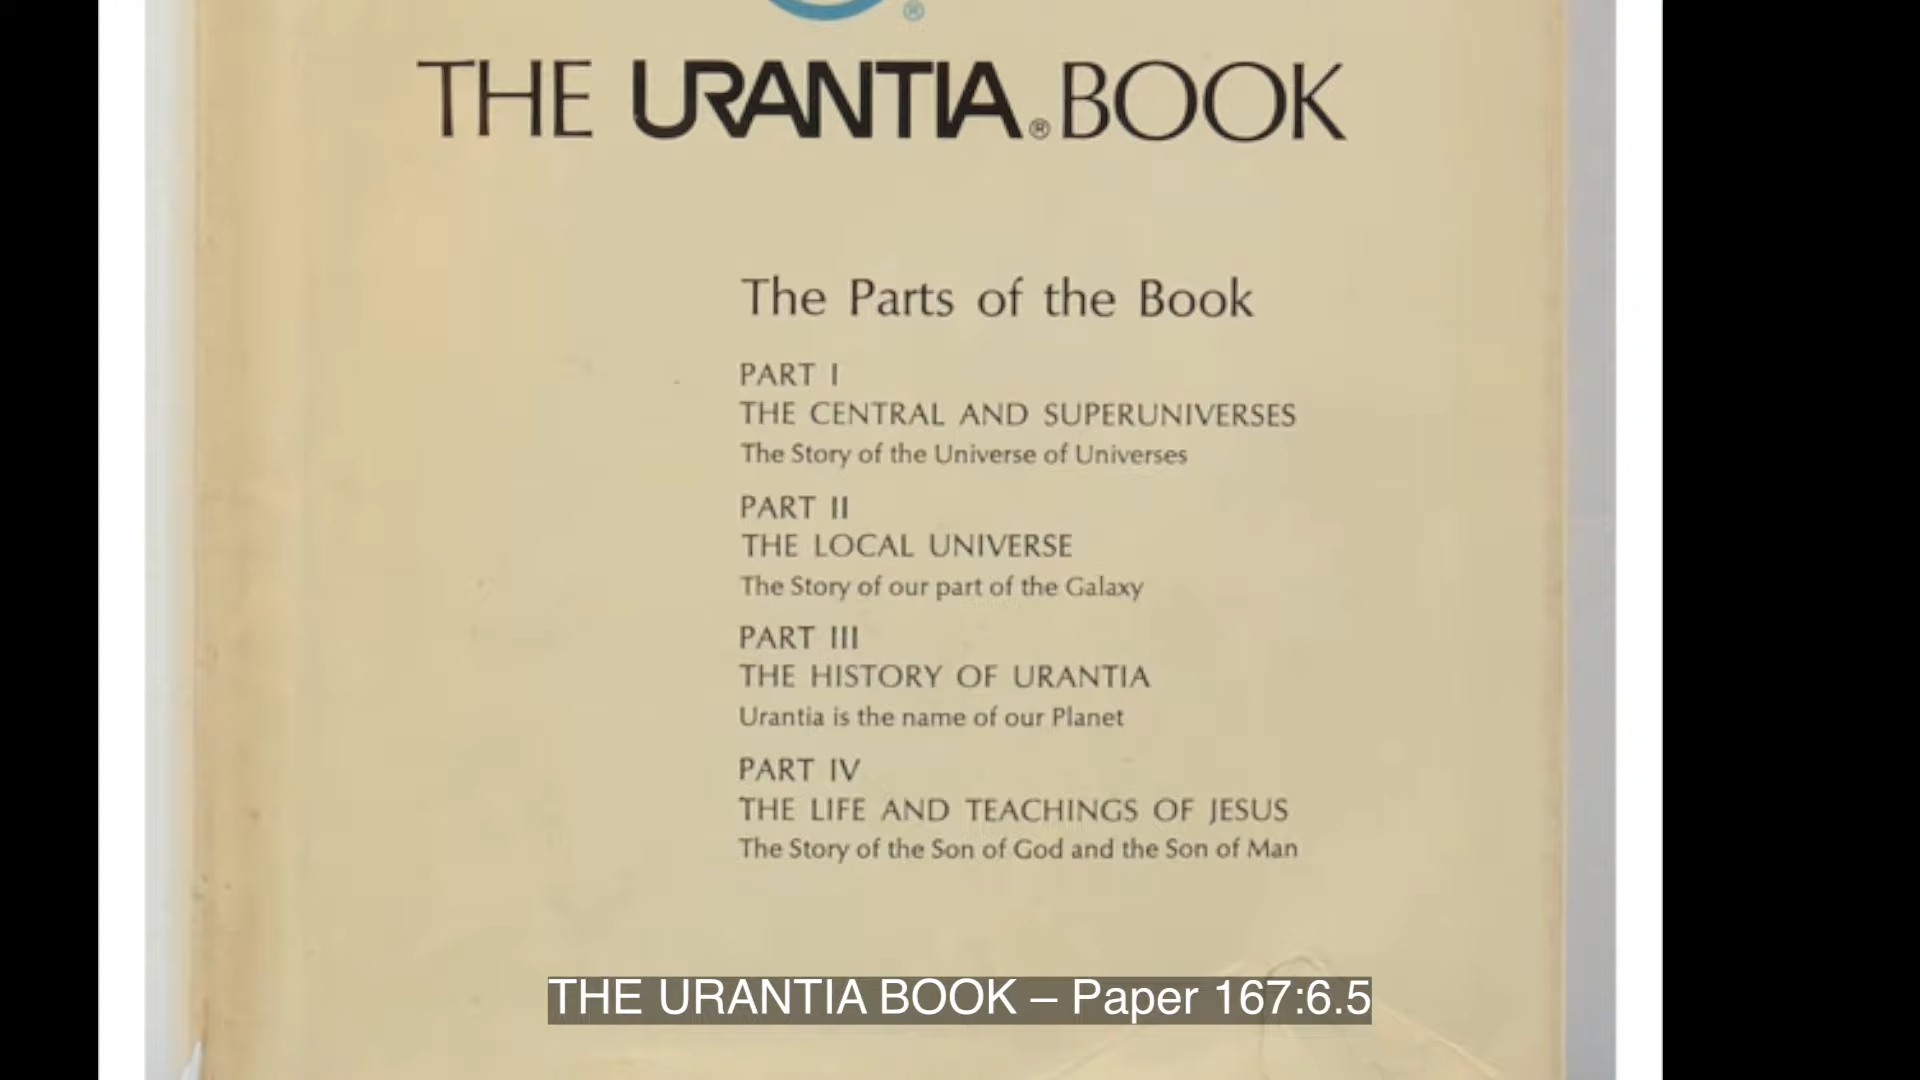 ®
THE URANTIA® BOOK
The Parts of the Book
PART I
THE CENTRAL AND SUPERUNIVERSES
The Story of the Universe of Universes
PART II
THE LOCAL UNIVERSE
The Story of our part of the Galaxy
PART III
THE HISTORY OF URANTIA
Urantia is the name of our Planet
PART IV
THE LIFE AND TEACHINGS OF JESUS
The Story of the Son of God and the Son of Man
THE URANTIA BOOK – Paper 167:6.5